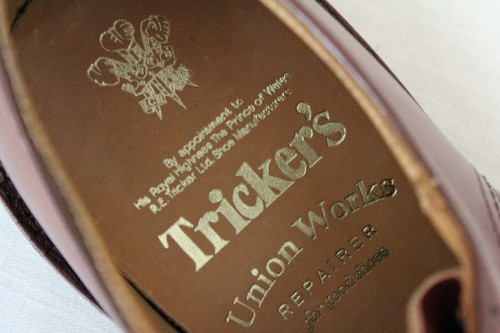 By appointment to
His Royal Highness The Prince of Wales
R.E. Tricker Ltd. Shoe Manufacturers
Tricker's
Union Works
REPAIRER
for good shoes